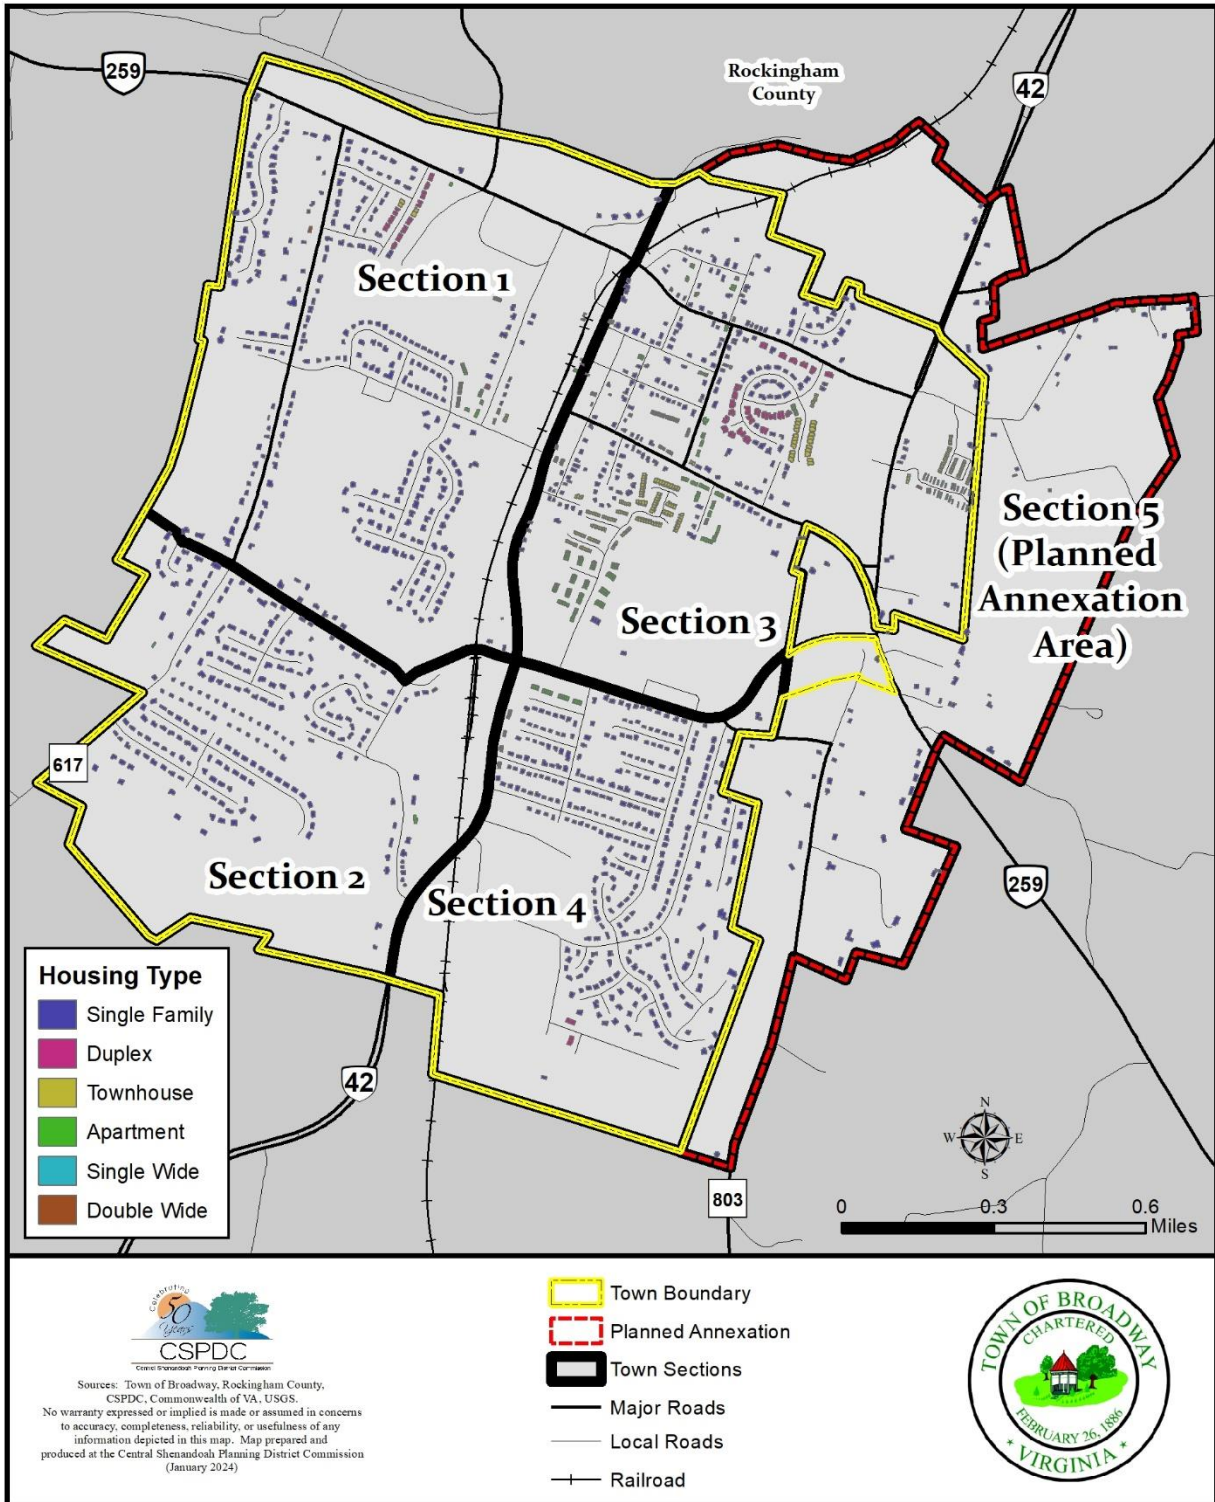 259
Rockingham
County
42
Section 1
Section 5
(Planned
Annexation
Area)
Section 3
617
Section 2
Section 4
259
Housing Type
Single Family
Duplex
Townhouse
Apartment
Single Wide
Double Wide
42
803
N
W
E
S
0
0.3
0.6
Miles
Celebrating
50
Years
CSPDC
Central Shenandoah Planning District Commission
Sources: Town of Broadway, Rockingham County,
CSPDC, Commonwealth of VA, USGS.
No warranty expressed or implied is made or assumed in concerns
to accuracy, completeness, reliability, or usefulness of any
information depicted in this map. Map prepared and
produced at the Central Shenandoah Planning District Commission
(January 2024)
Town Boundary
Planned Annexation
Town Sections
Major Roads
Local Roads
Railroad
TOWN OF BROADWAY
CHARTERED
FEBRUARY 26, 1886
* VIRGINIA *